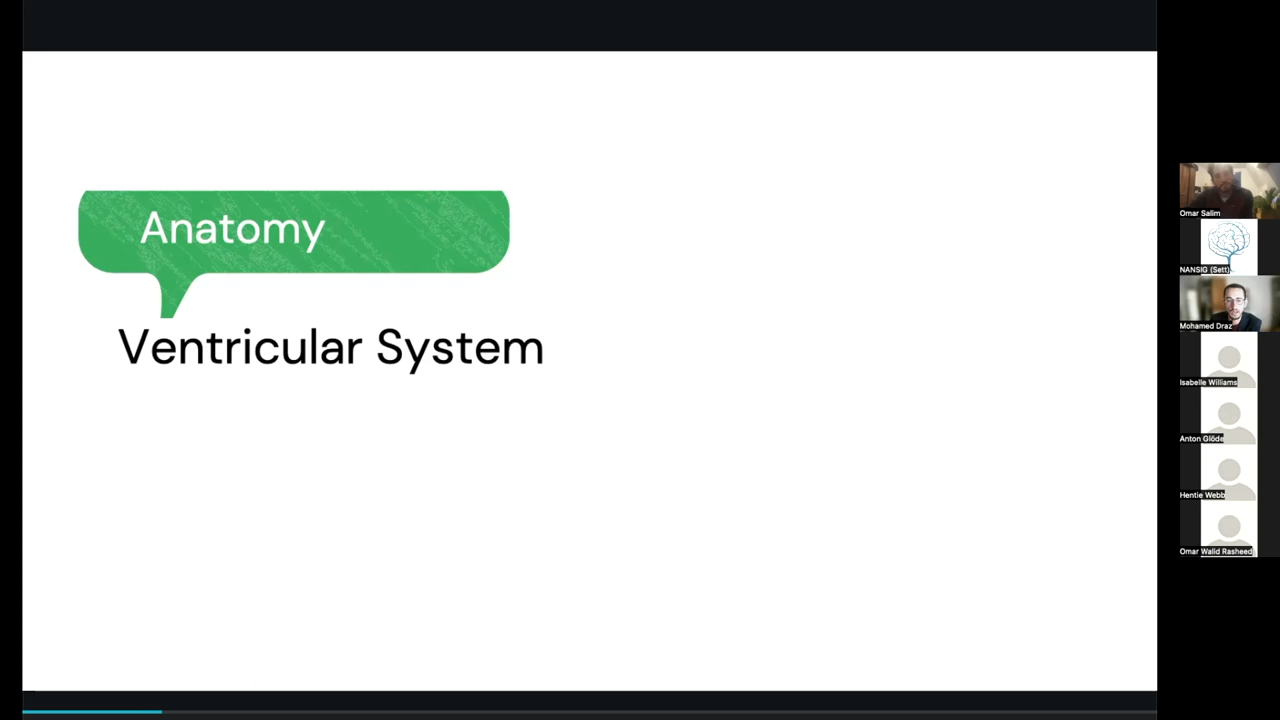 Anatomy
Ventricular System
Omar Salim
NANSIG (Sett)
Mohamed Draz
Isabelle Williams
Anton Glöde
Hentie Webb
Omar Walid Rasheed